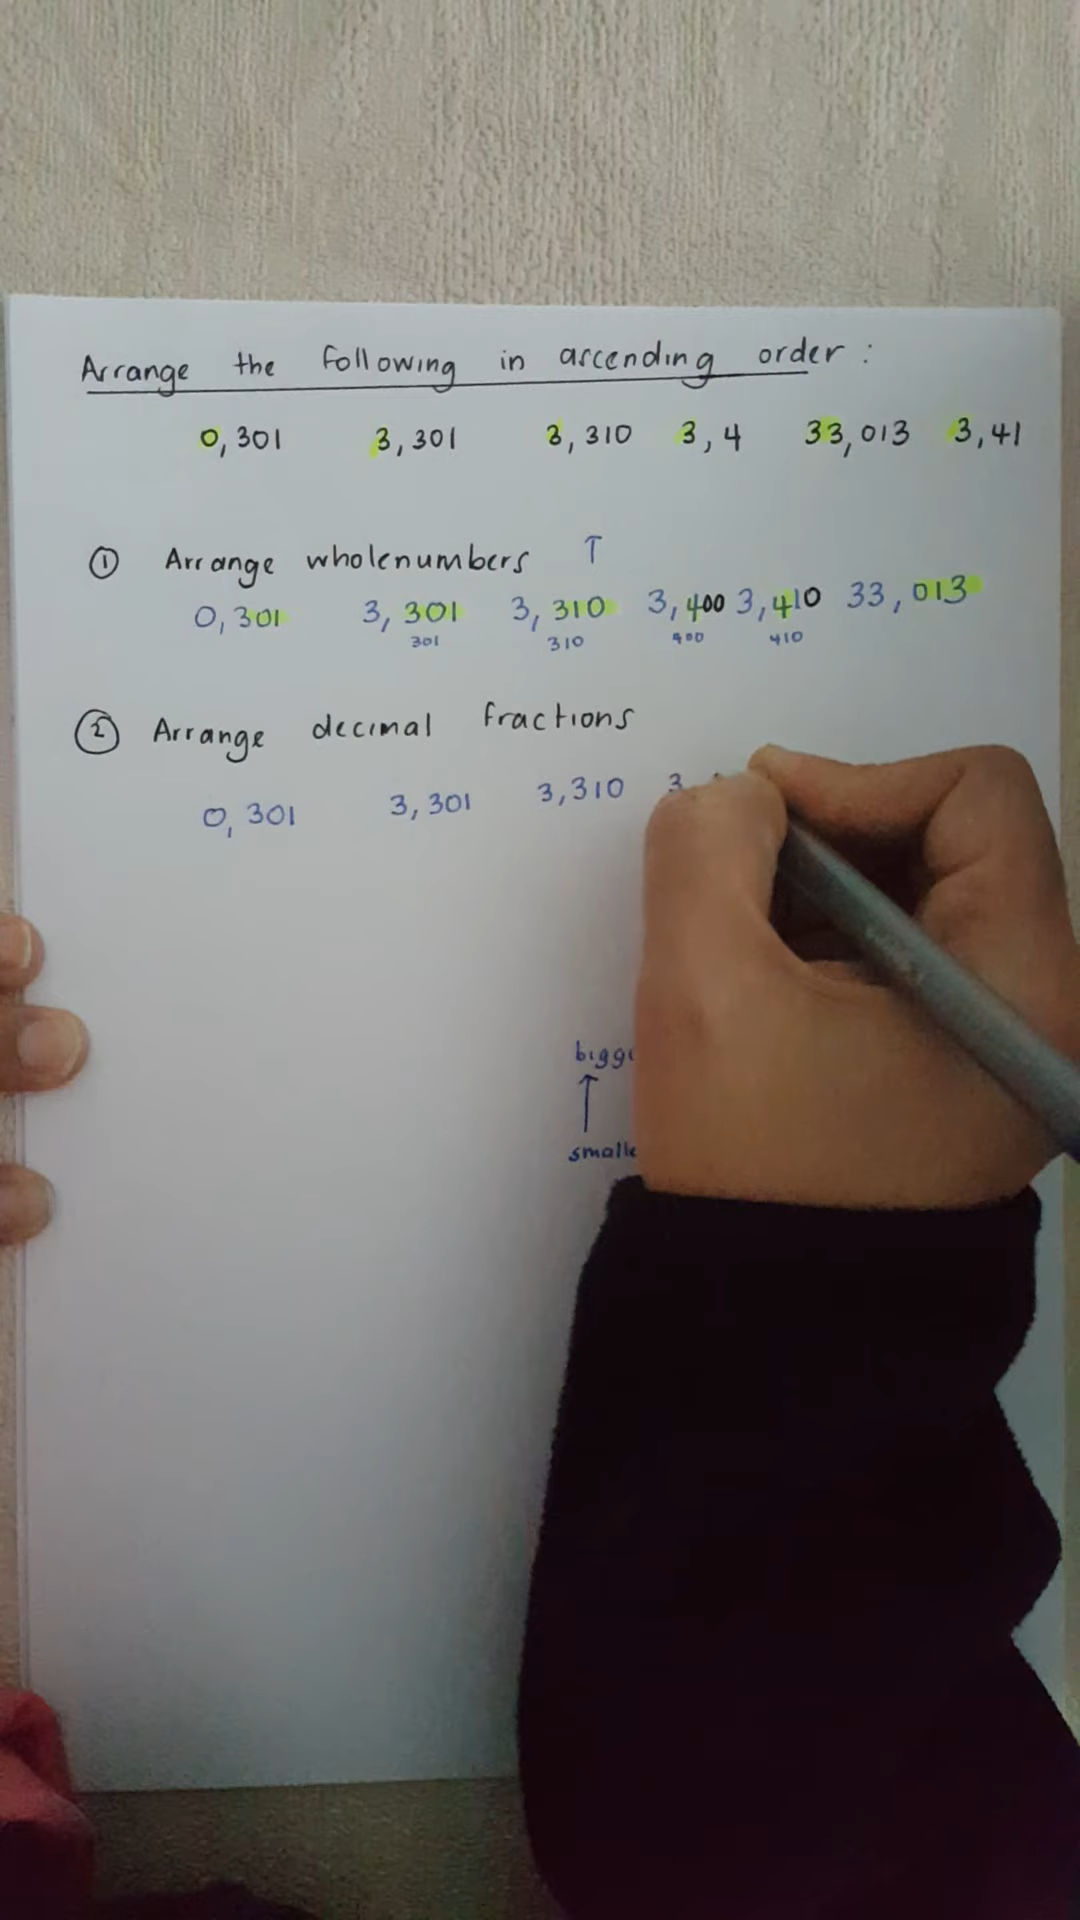 Arrange the following in ascending order :
0,301 3,301 3,310 3,4 33,013 3,41
① Arrange wholenumbers ↑
0,301 3,301 3,310 3,400 3,410 33,013
301 310 400 410
② Arrange decimal fractions
0,301 3,301 3,310 3
↑